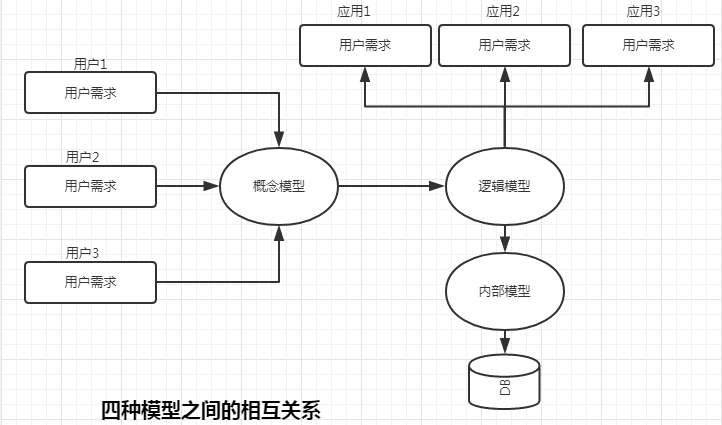 应用1
应用2
应用3
用户需求
用户需求
用户需求
用户1
用户需求
用户2
用户需求
概念模型
逻辑模型
用户3
用户需求
内部模型
DB
四种模型之间的相互关系